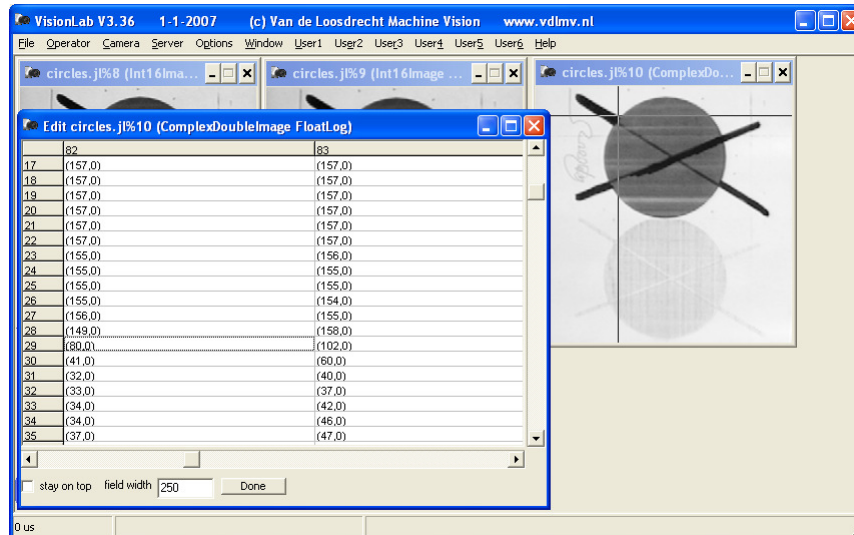 VisionLab V3.36 1-1-2007 (c) Van de Loosdrecht Machine Vision www.vdlmv.nl
File Operator Camera Server Options Window User1 User2 User3 User4 User5 User6 Help
circles.jl%8 (Int16Ima... circles.jl%9 (Int16Image ... circles.jl%10 (ComplexDo...
Edit circles.jl%10 (ComplexDoubleImage FloatLog)
82 83
17 (157,0) (157,0)
18 (157,0) (157,0)
19 (157,0) (157,0)
20 (157,0) (157,0)
21 (157,0) (157,0)
22 (157,0) (157,0)
23 (155,0) (156,0)
24 (155,0) (155,0)
25 (155,0) (155,0)
26 (155,0) (154,0)
27 (156,0) (155,0)
28 (149,0) (158,0)
29 (80,0) (102,0)
30 (41,0) (60,0)
31 (32,0) (40,0)
32 (33,0) (37,0)
33 (34,0) (42,0)
34 (34,0) (46,0)
35 (37,0) (47,0)
stay on top field width 250 Done
0 us